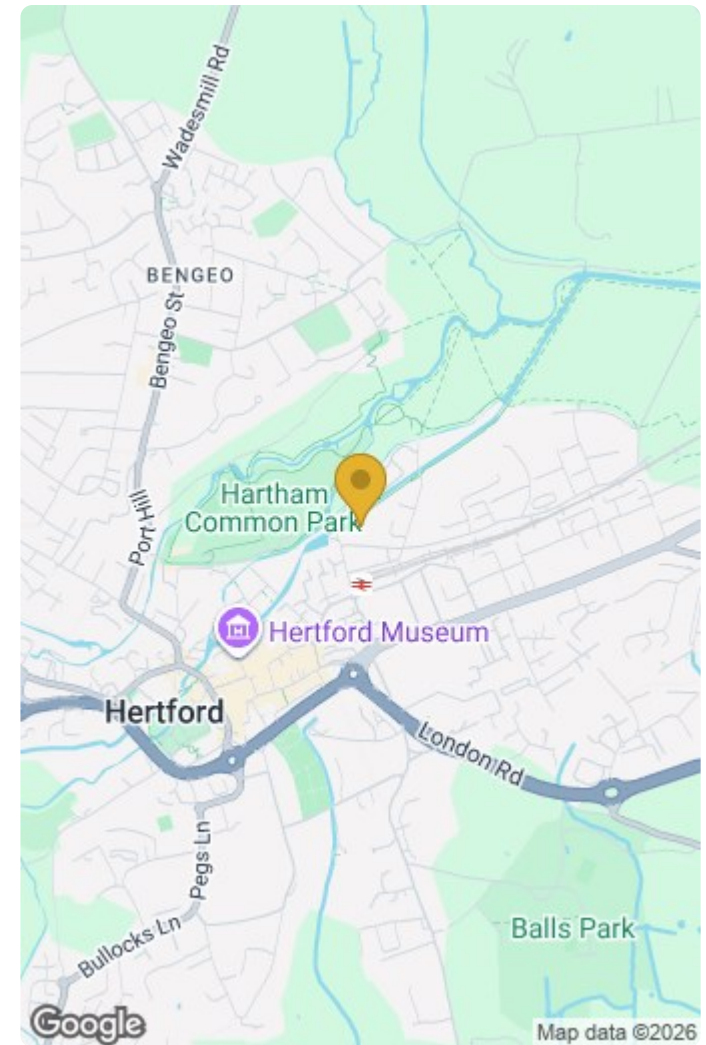 Wadesmill Rd
BENGEO
Bengeo St
Hartham
Common Park
Port Hill
Hertford Museum
Hertford
London Rd
Pegs Ln
Balls Park
Bullocks Ln
Google
Map data ©2026